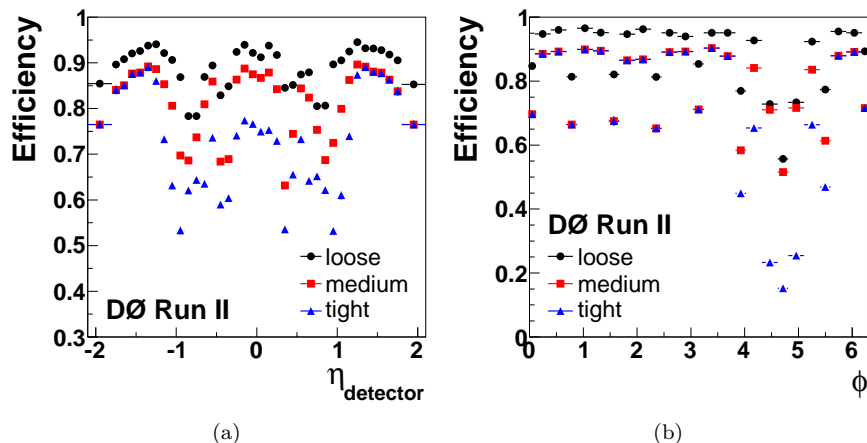 Efficiency
1
0.9
0.8
0.7
0.6
0.5
0.4
0.3
-2 -1 0 1 2
η detector
DØ Run II
loose
medium
tight
(a)
Efficiency
1
0.8
0.6
0.4
0.2
0
0 1 2 3 4 5 6
ϕ
DØ Run II
loose
medium
tight
(b)